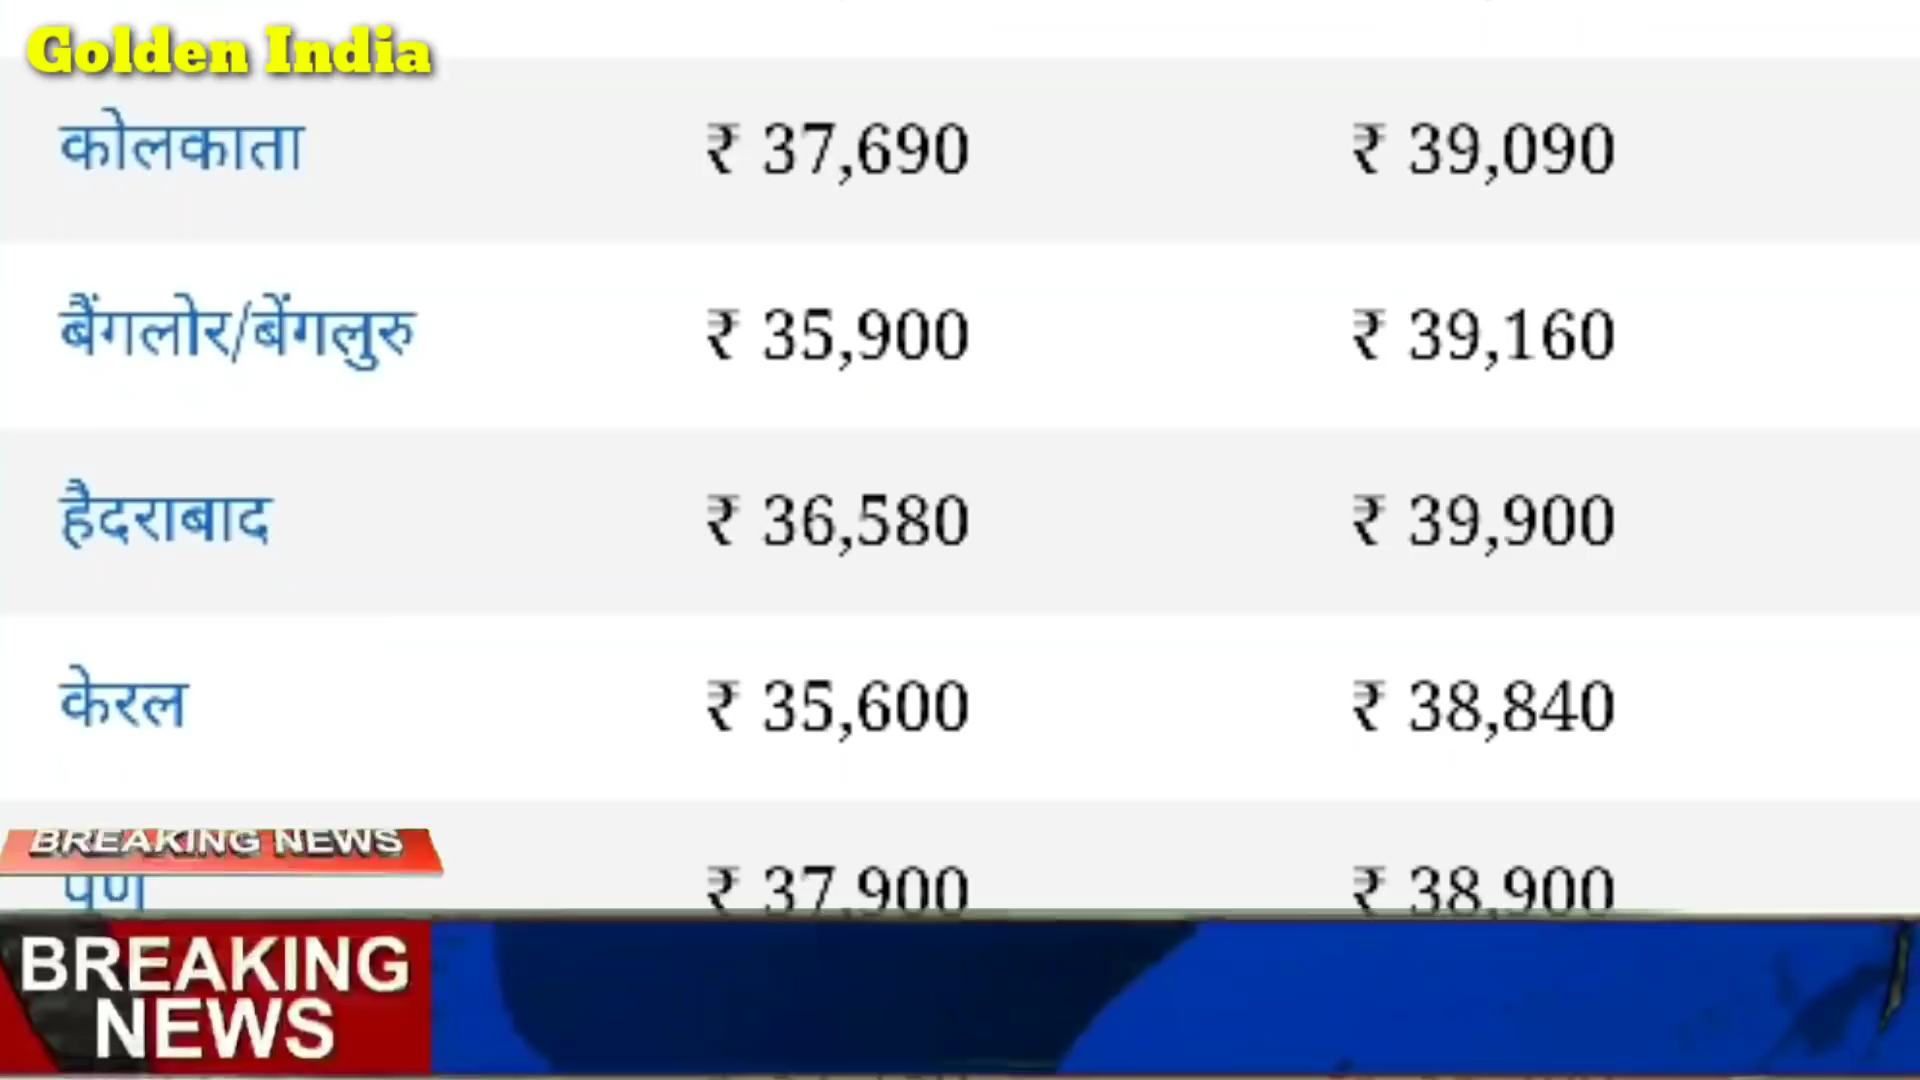 Golden India
कोलकाता ₹ 37,690 ₹ 39,090
बैंगलोर/बेंगलुरु ₹ 35,900 ₹ 39,160
हैदराबाद ₹ 36,580 ₹ 39,900
केरल ₹ 35,600 ₹ 38,840
BREAKING NEWS
₹ 37,900 ₹ 38,900
BREAKING
NEWS